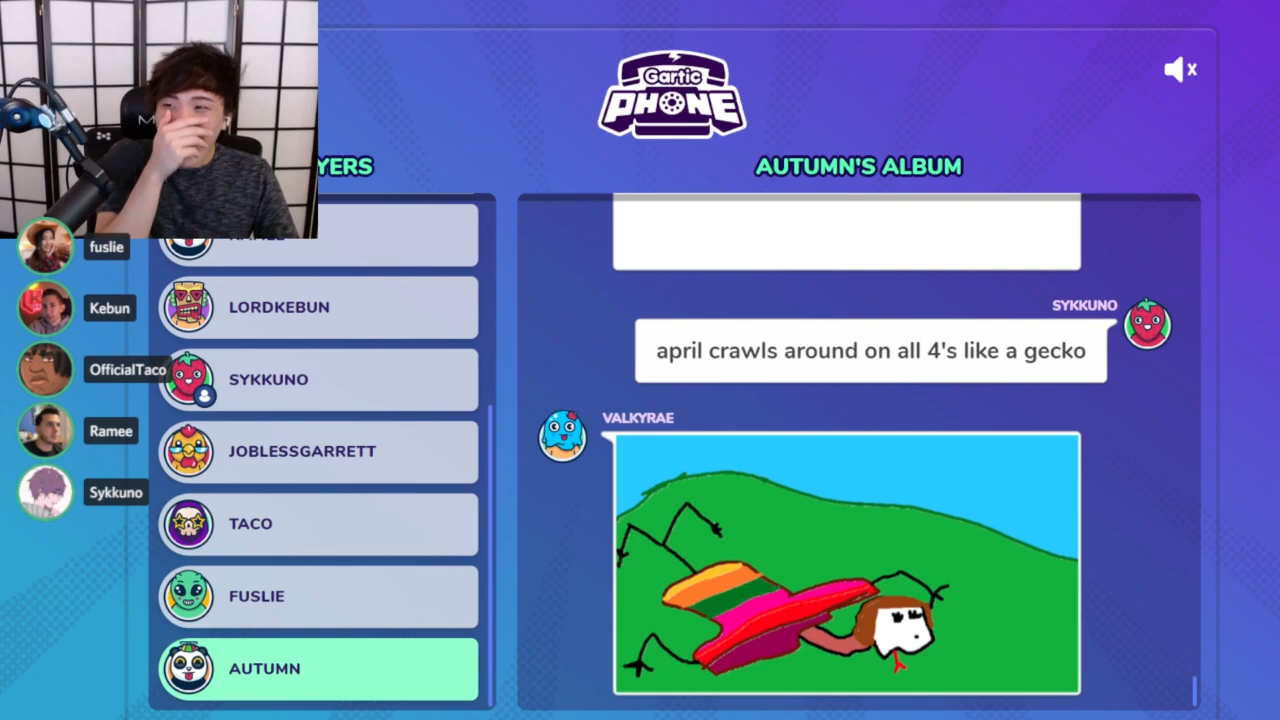 Gartic
PHONE
YERS
AUTUMN'S ALBUM
fuslie
Kebun
OfficialTaco
Ramee
Sykkuno
LORDKEBUN
SYKKUNO
JOBLESSGARRETT
TACO
FUSLIE
AUTUMN
SYKKUNO
april crawls around on all 4's like a gecko
VALKYRAE